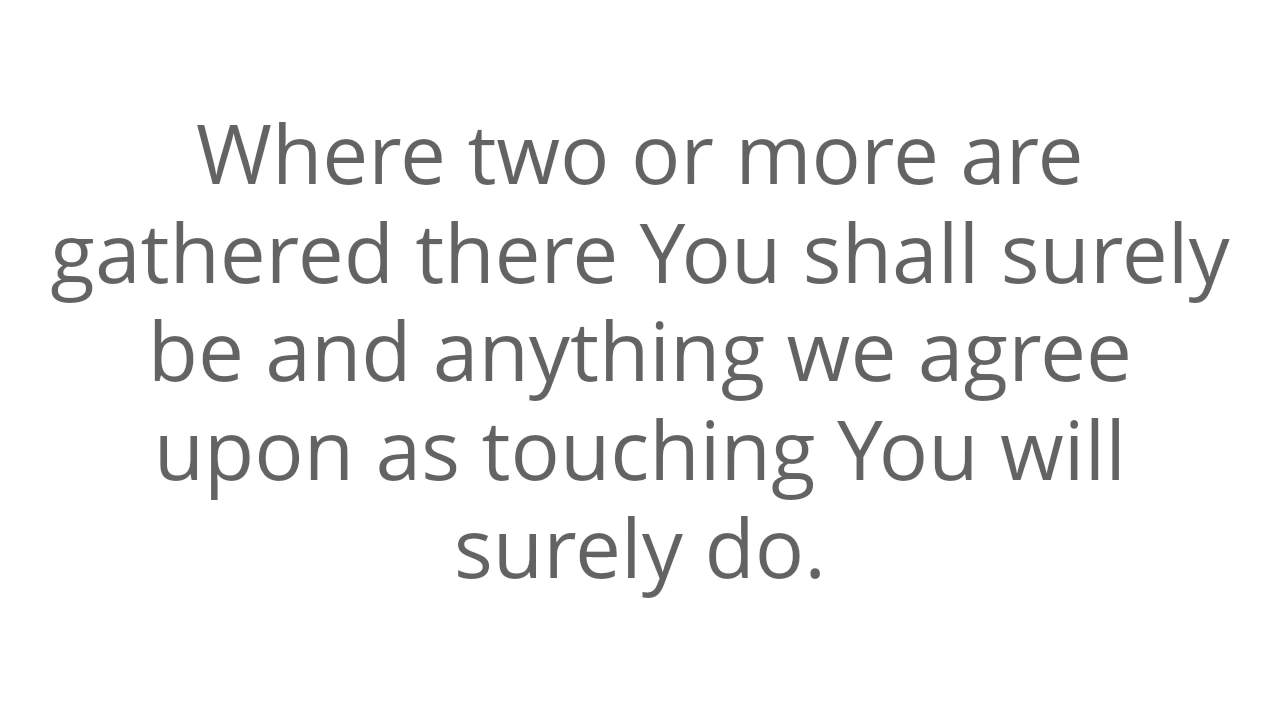 Where two or more are
gathered there You shall surely
be and anything we agree
upon as touching You will
surely do.